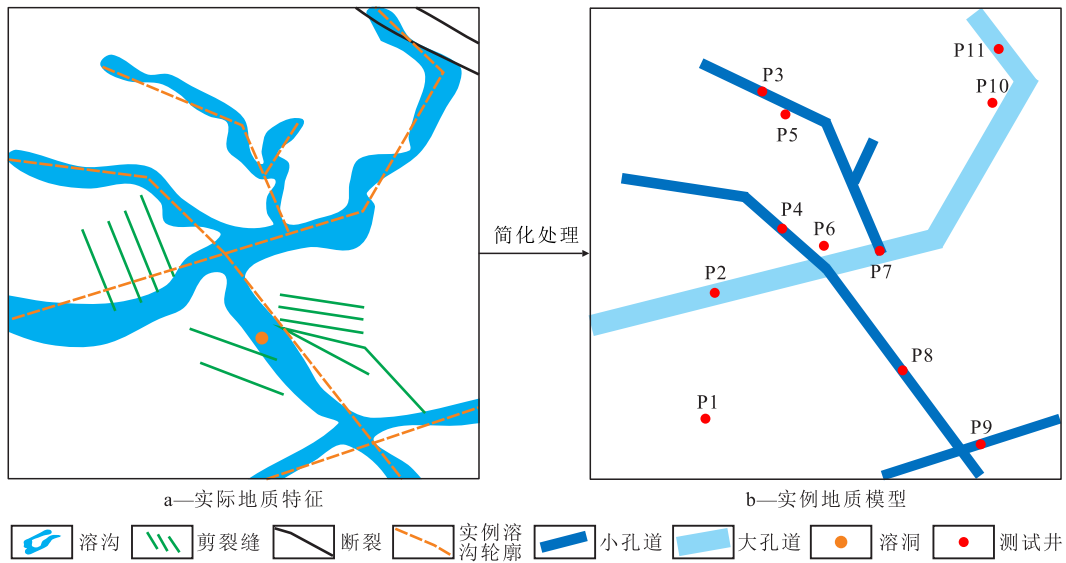 P11
P10
P3
P5
P4
P6
P7
P2
P8
P1
P9
简化处理
a—实际地质特征
b—实例地质模型
溶沟
剪裂缝
断裂
实例溶
沟轮廓
小孔道
大孔道
溶洞
测试井